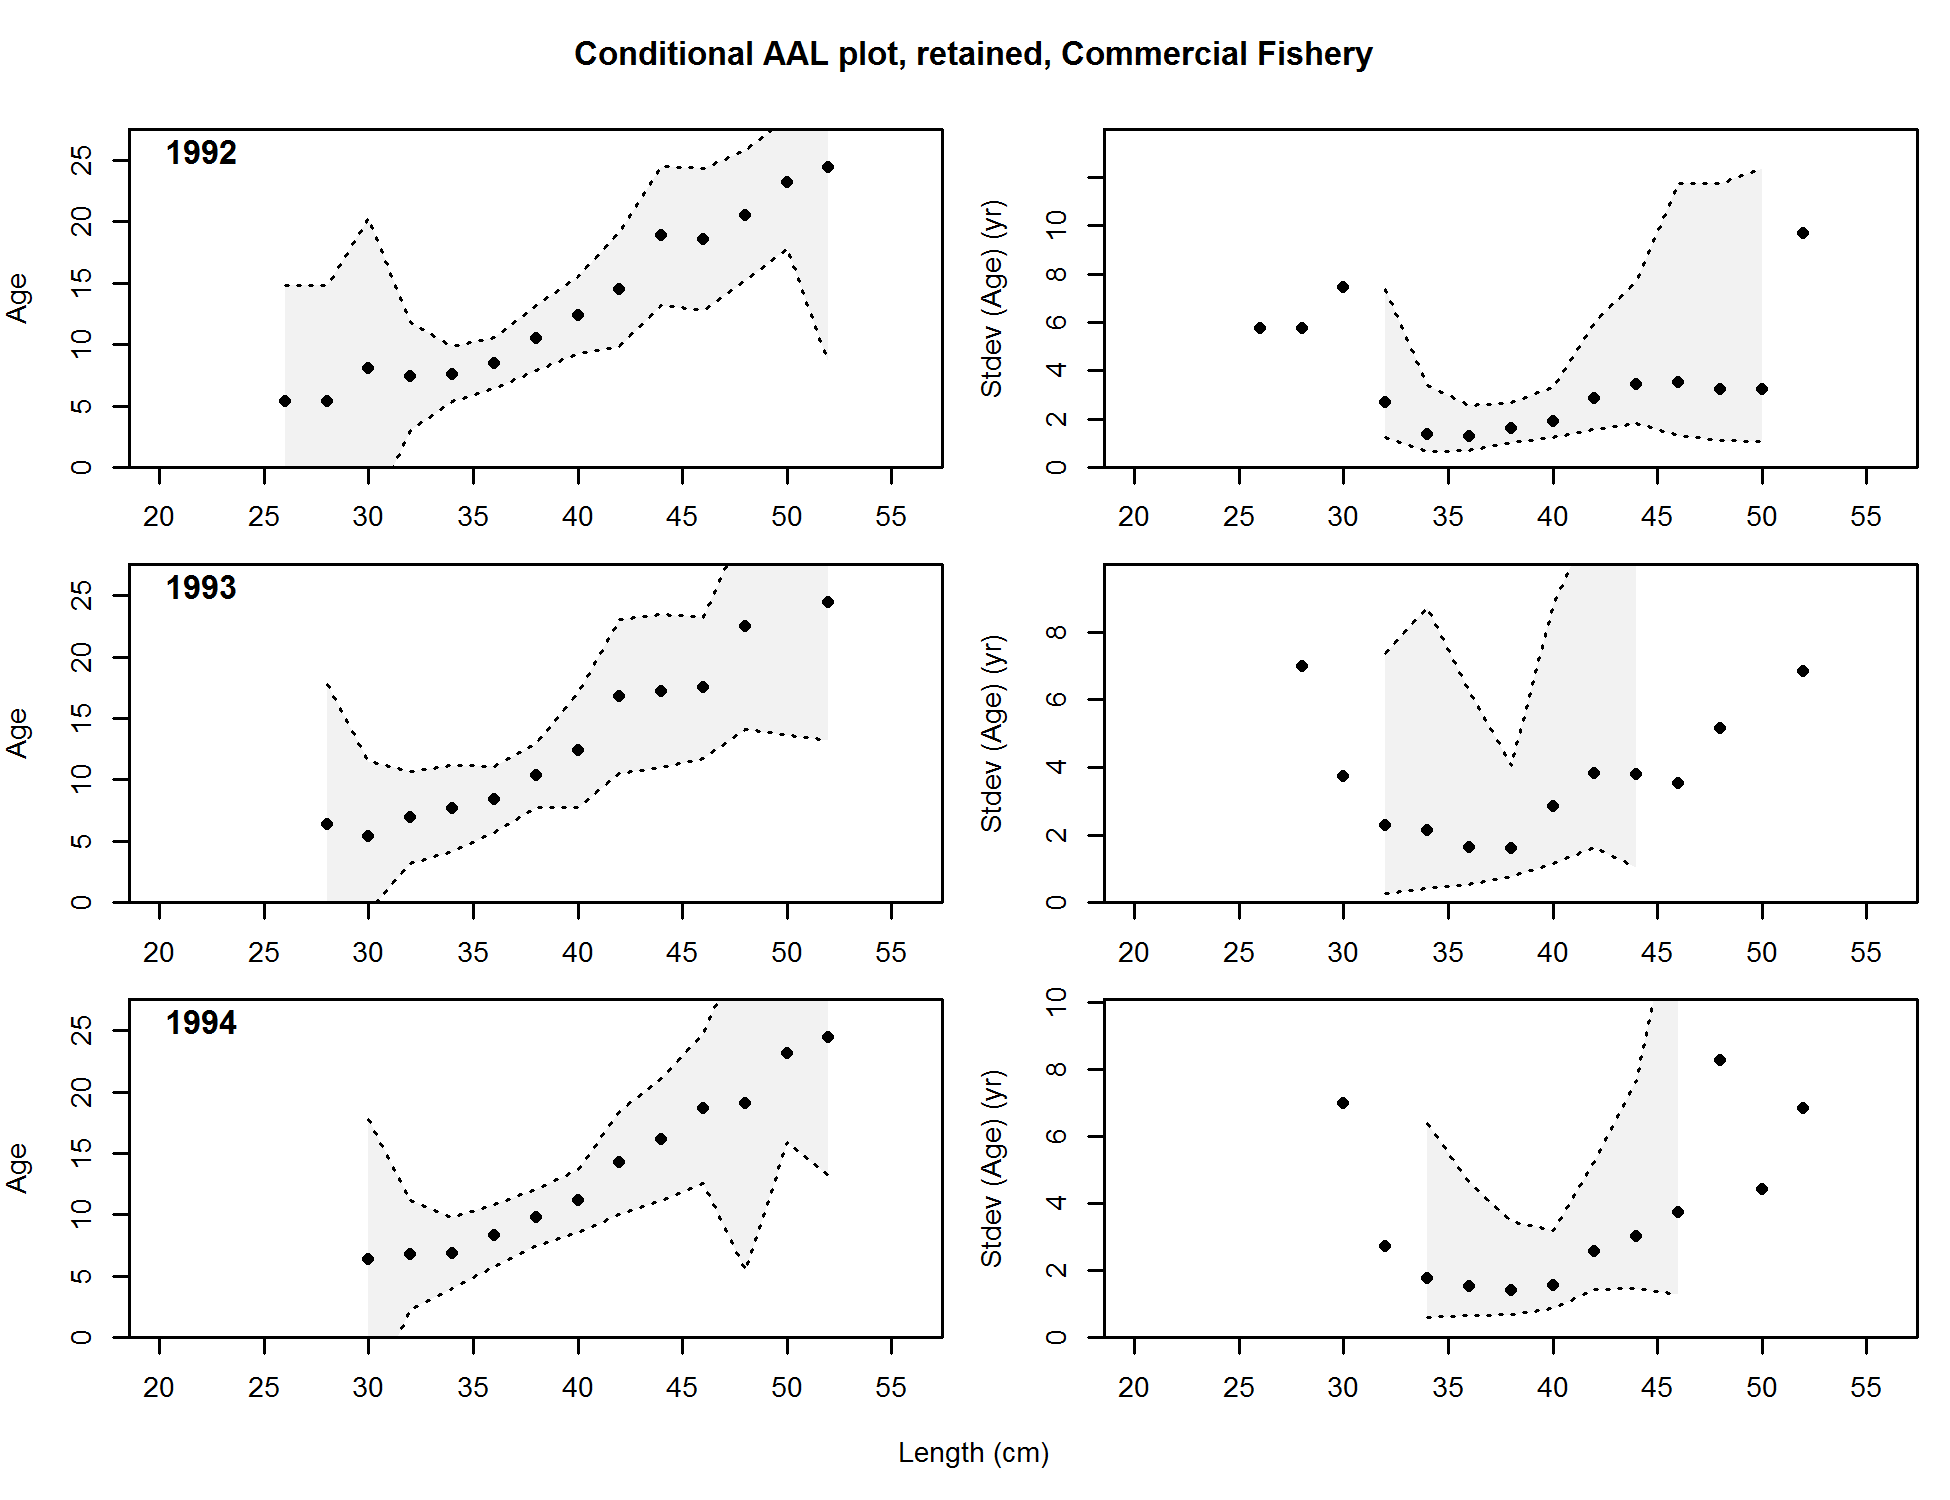 Conditional AAL plot, retained, Commercial Fishery
1992
Age
0 5 10 15 20 25
20 25 30 35 40 45 50 55
Stdev (Age) (yr)
0 2 4 6 8 10
20 25 30 35 40 45 50 55
1993
Age
0 5 10 15 20 25
20 25 30 35 40 45 50 55
Stdev (Age) (yr)
0 2 4 6 8
20 25 30 35 40 45 50 55
1994
Age
0 5 10 15 20 25
20 25 30 35 40 45 50 55
Stdev (Age) (yr)
0 2 4 6 8 10
20 25 30 35 40 45 50 55
Length (cm)